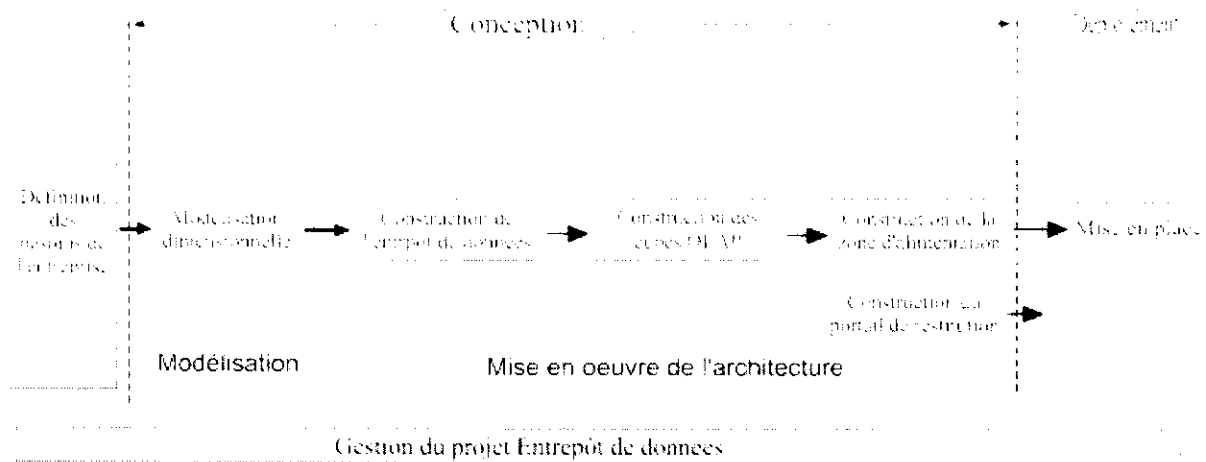 Conception
Définition
des
besoins de
l'entreprise
Modélisation
dimensionnelle
Construction de
l'entrepôt de données
Construction des
cubes OLAP
Construction de la
zone d'alimentation
Mise en place
Construction du
portail de restitution
Modélisation
Mise en oeuvre de l'architecture
Gestion du projet Entrepôt de données